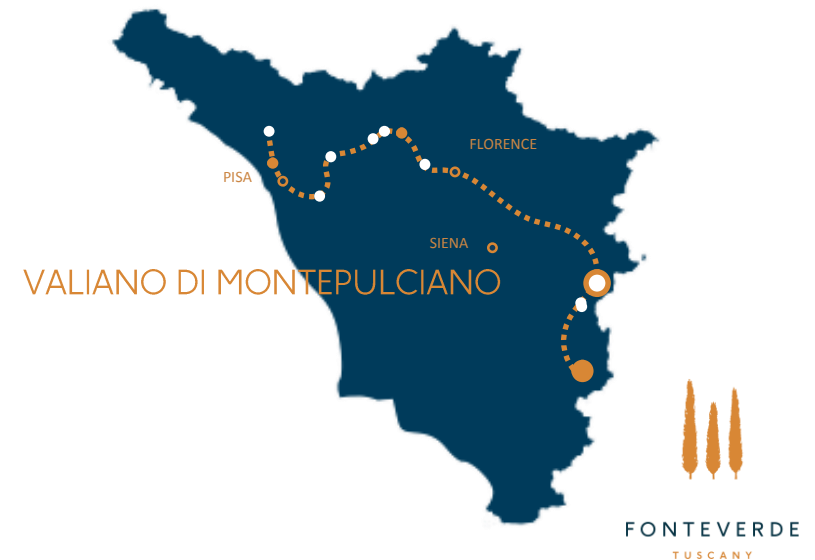 FLORENCE
PISA
SIENA
VALIANO DI MONTEPULCIANO
FONTEVERDE
TUSCANY